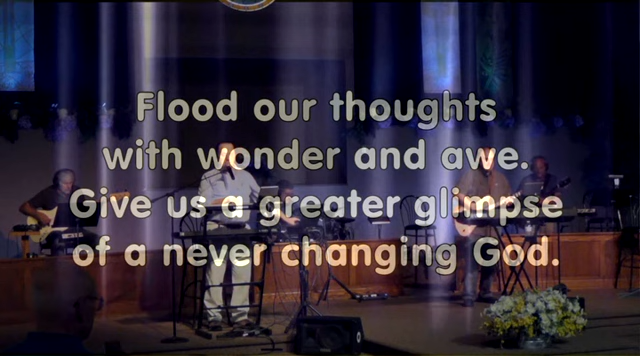 Flood our thoughts
with wonder and awe.
Give us a greater glimpse
of a never changing God.